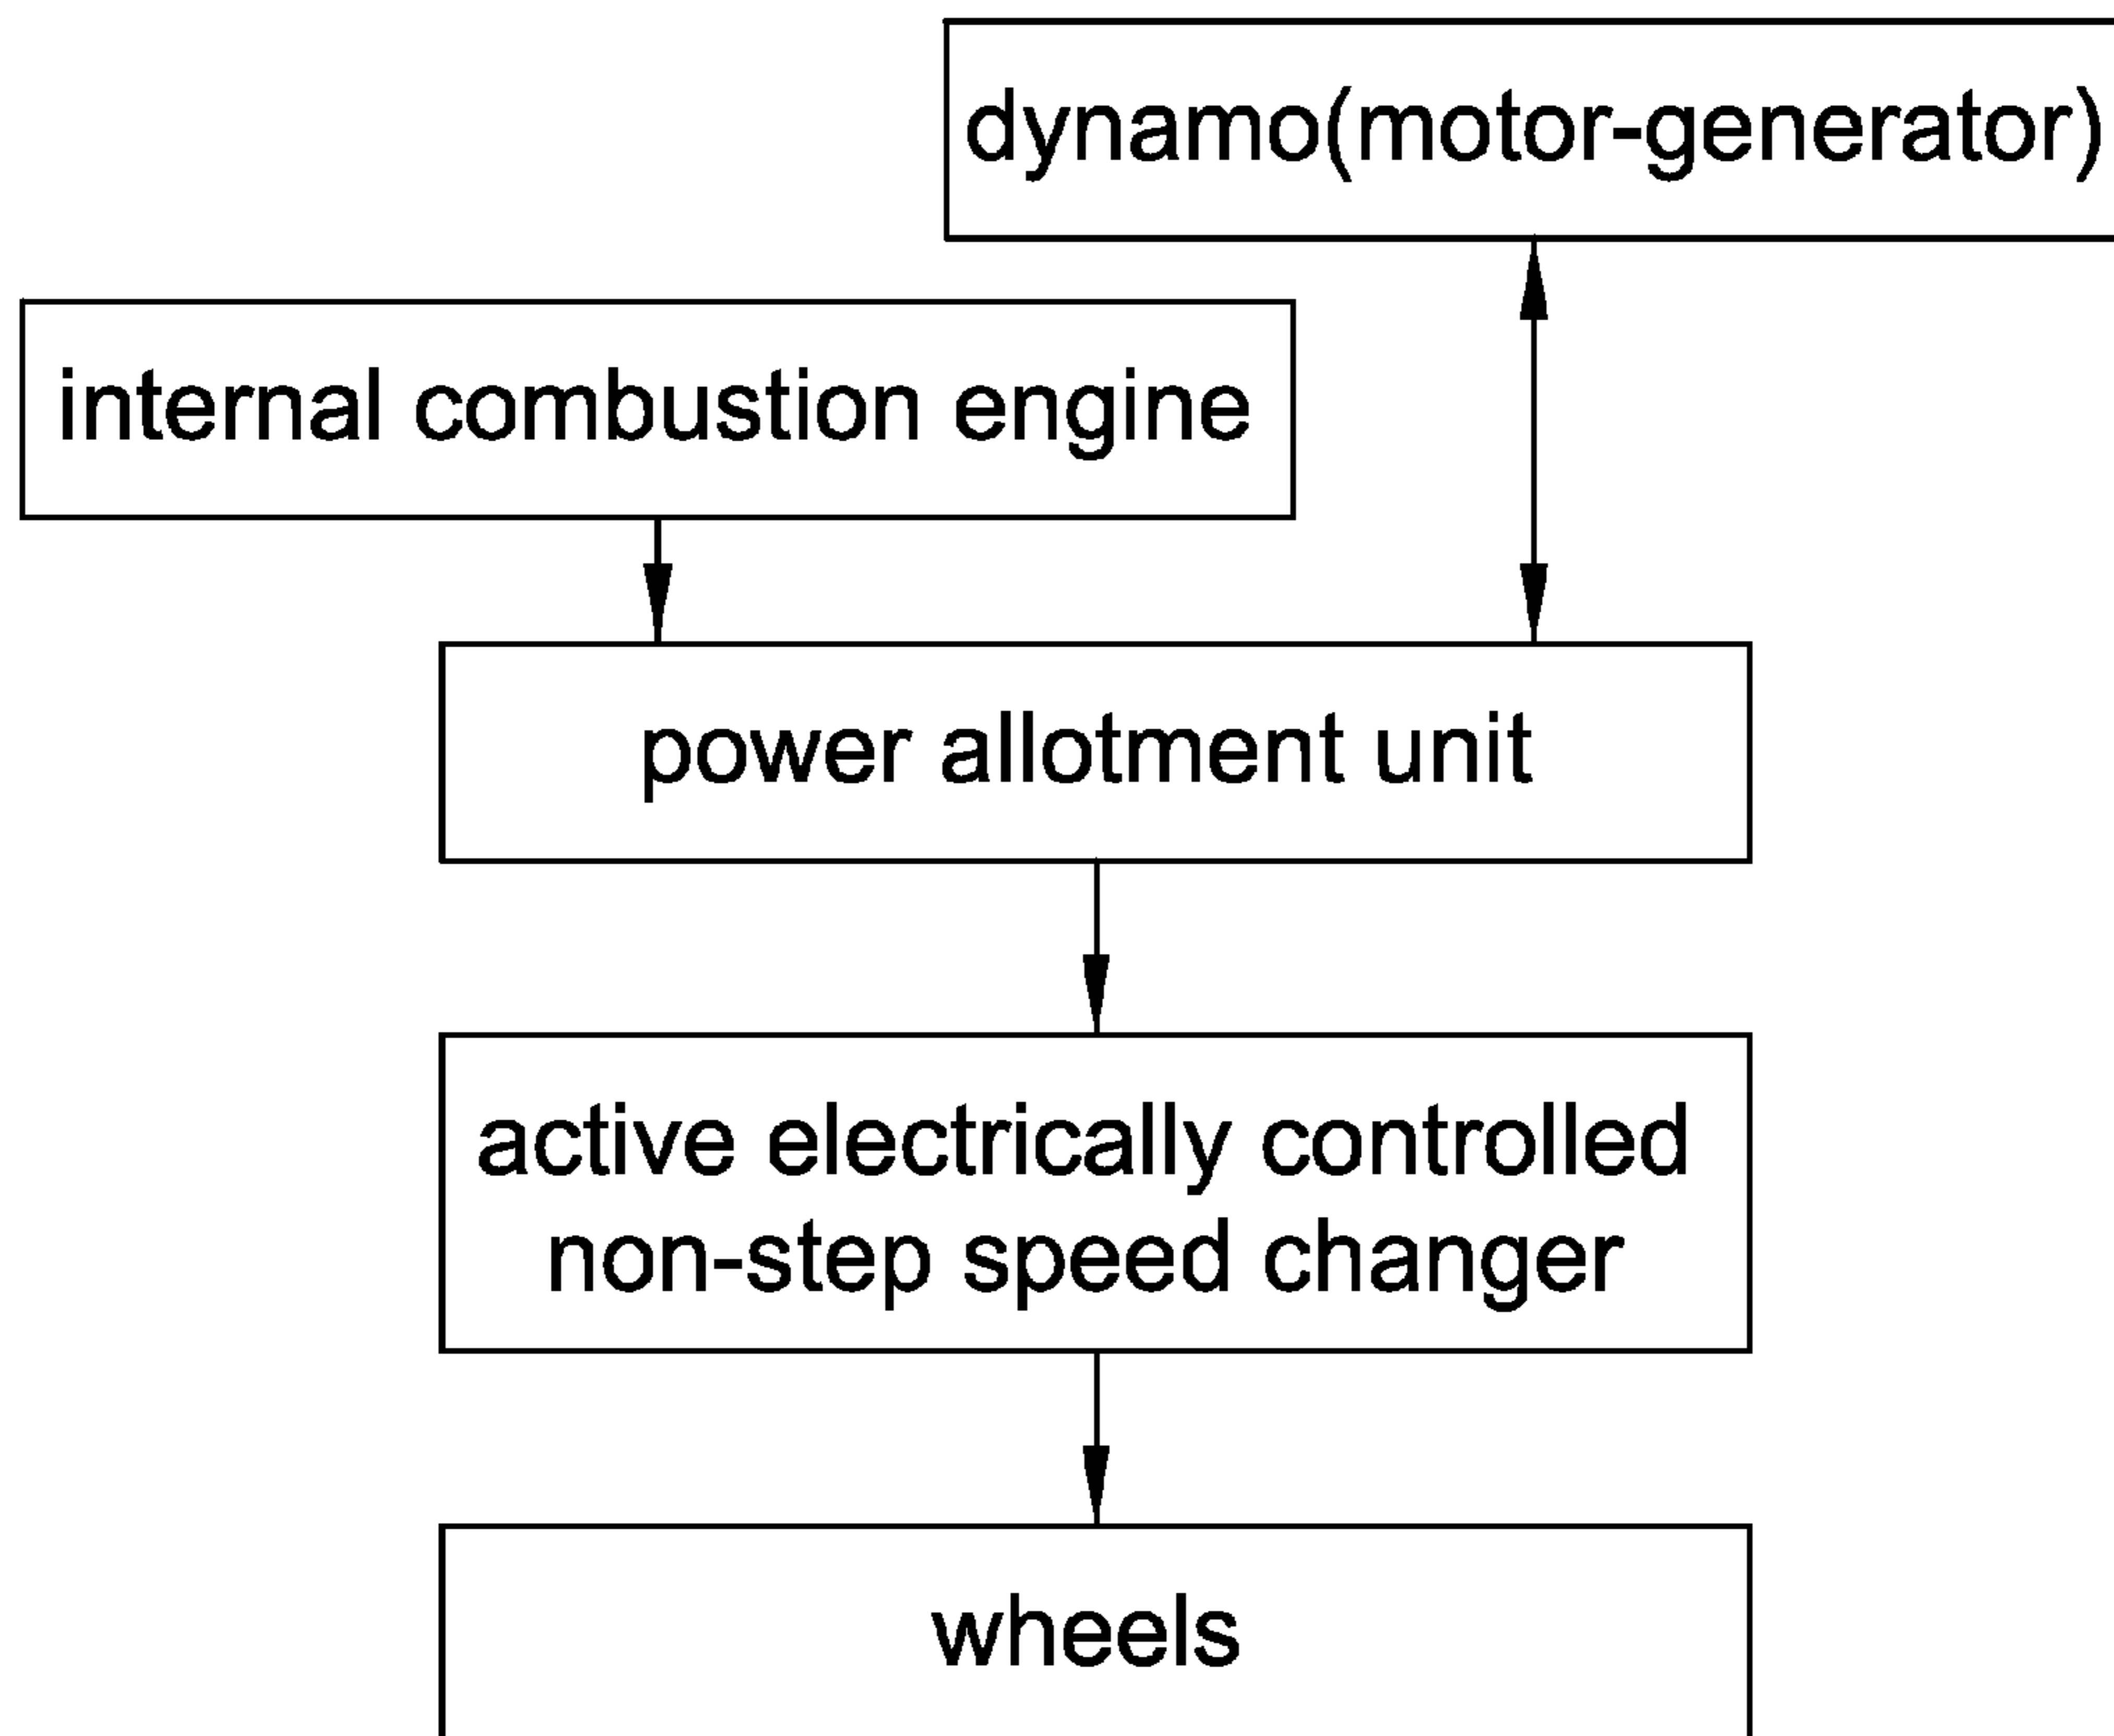 dynamo(motor-generator)
internal combustion engine
power allotment unit
active electrically controlled
non-step speed changer
wheels